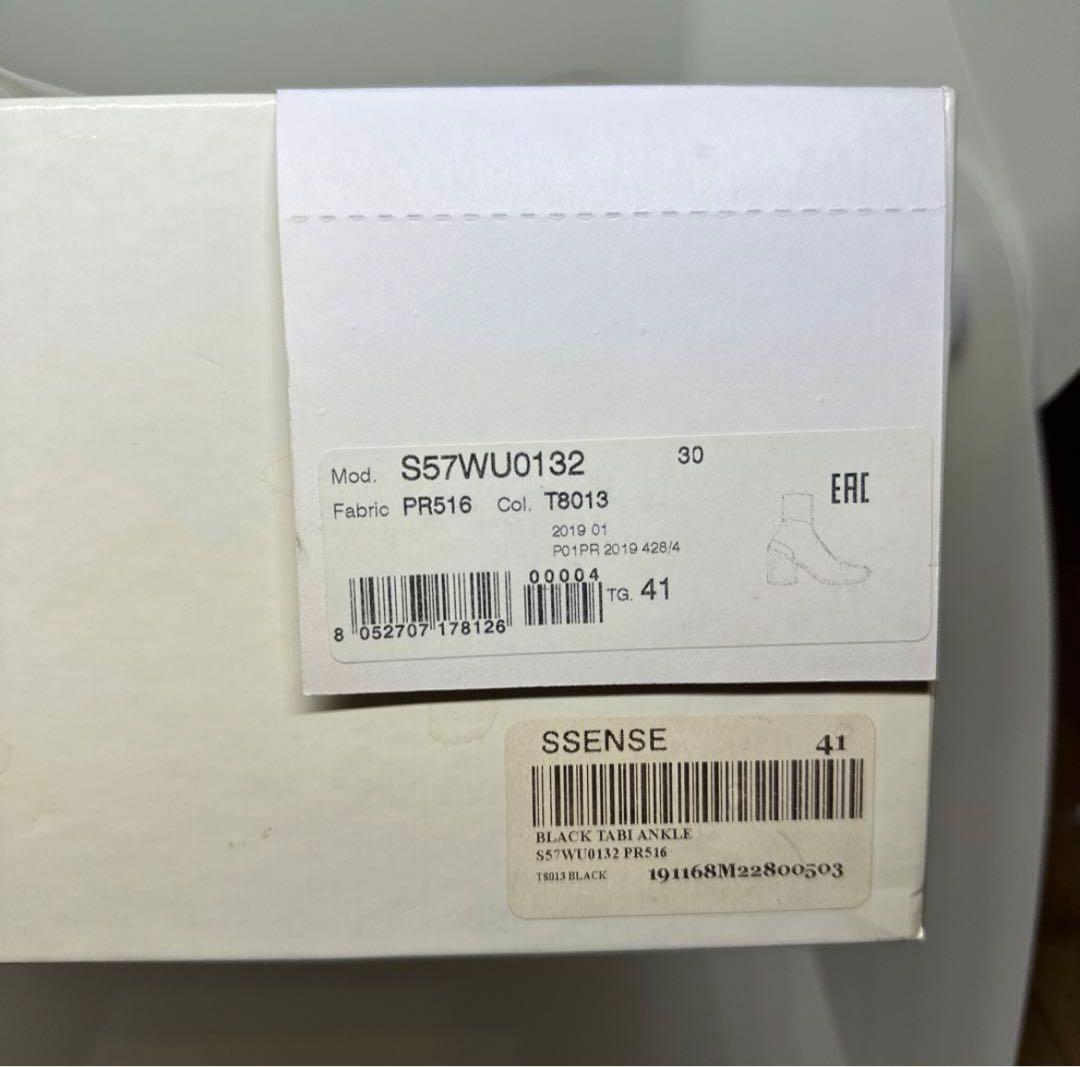 Mod. S57WU0132 30
Fabric PR516 Col. T8013
EAC
2019 01
P01PR 2019 428/4
00004
TG. 41
8 052707 178126
SSENSE 41
BLACK TABI ANKLE
S57WU0132 PR516
T8013 BLACK 191168M22800503